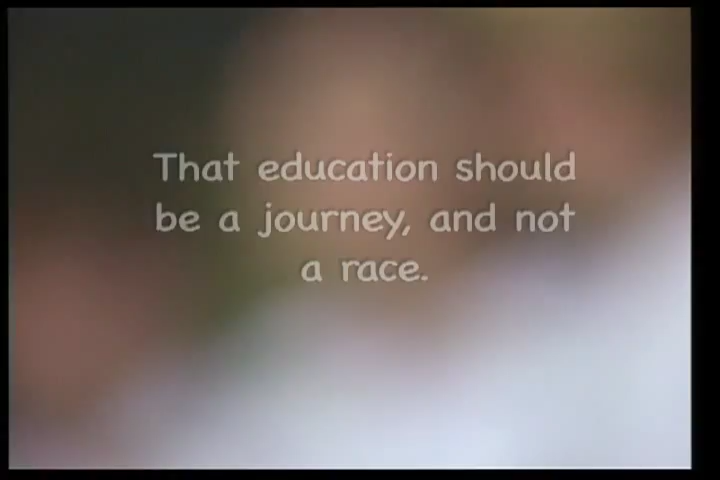 That education should
be a journey, and not
a race.